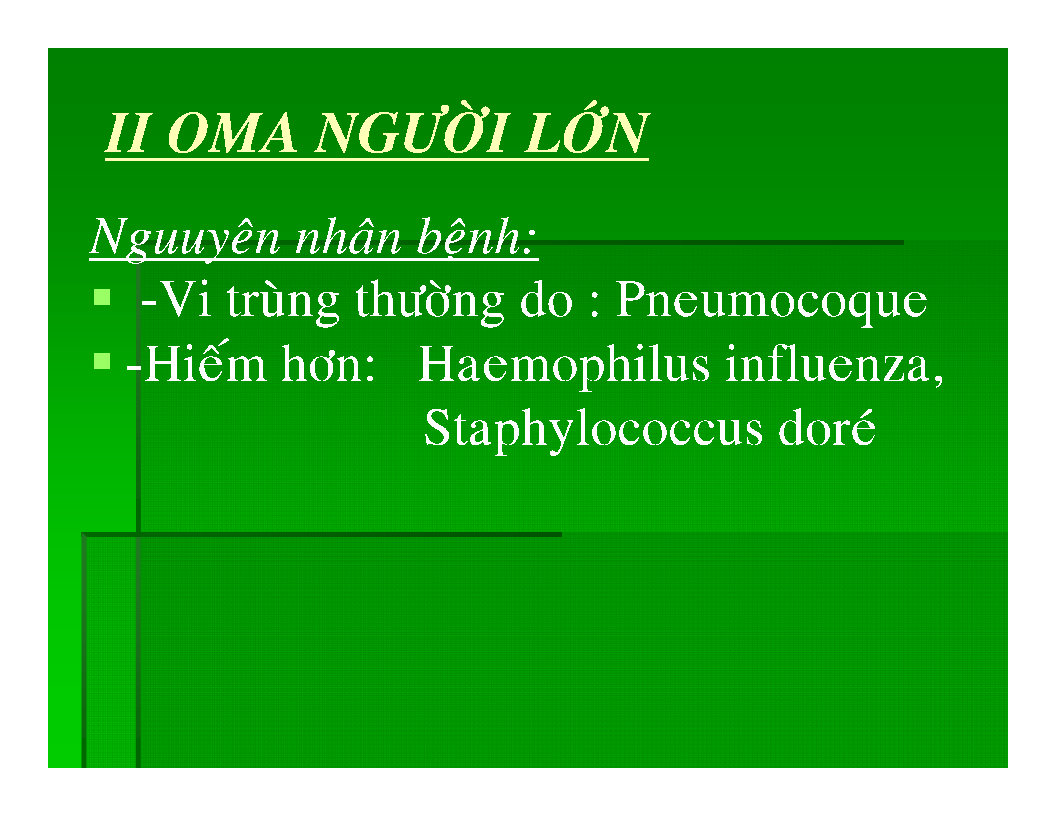 II OMA NGƯỜI LỚN
Nguuyên nhân bệnh:
-Vi trùng thường do : Pneumocoque
-Hiếm hơn: Haemophilus influenza,
Staphylococcus doré